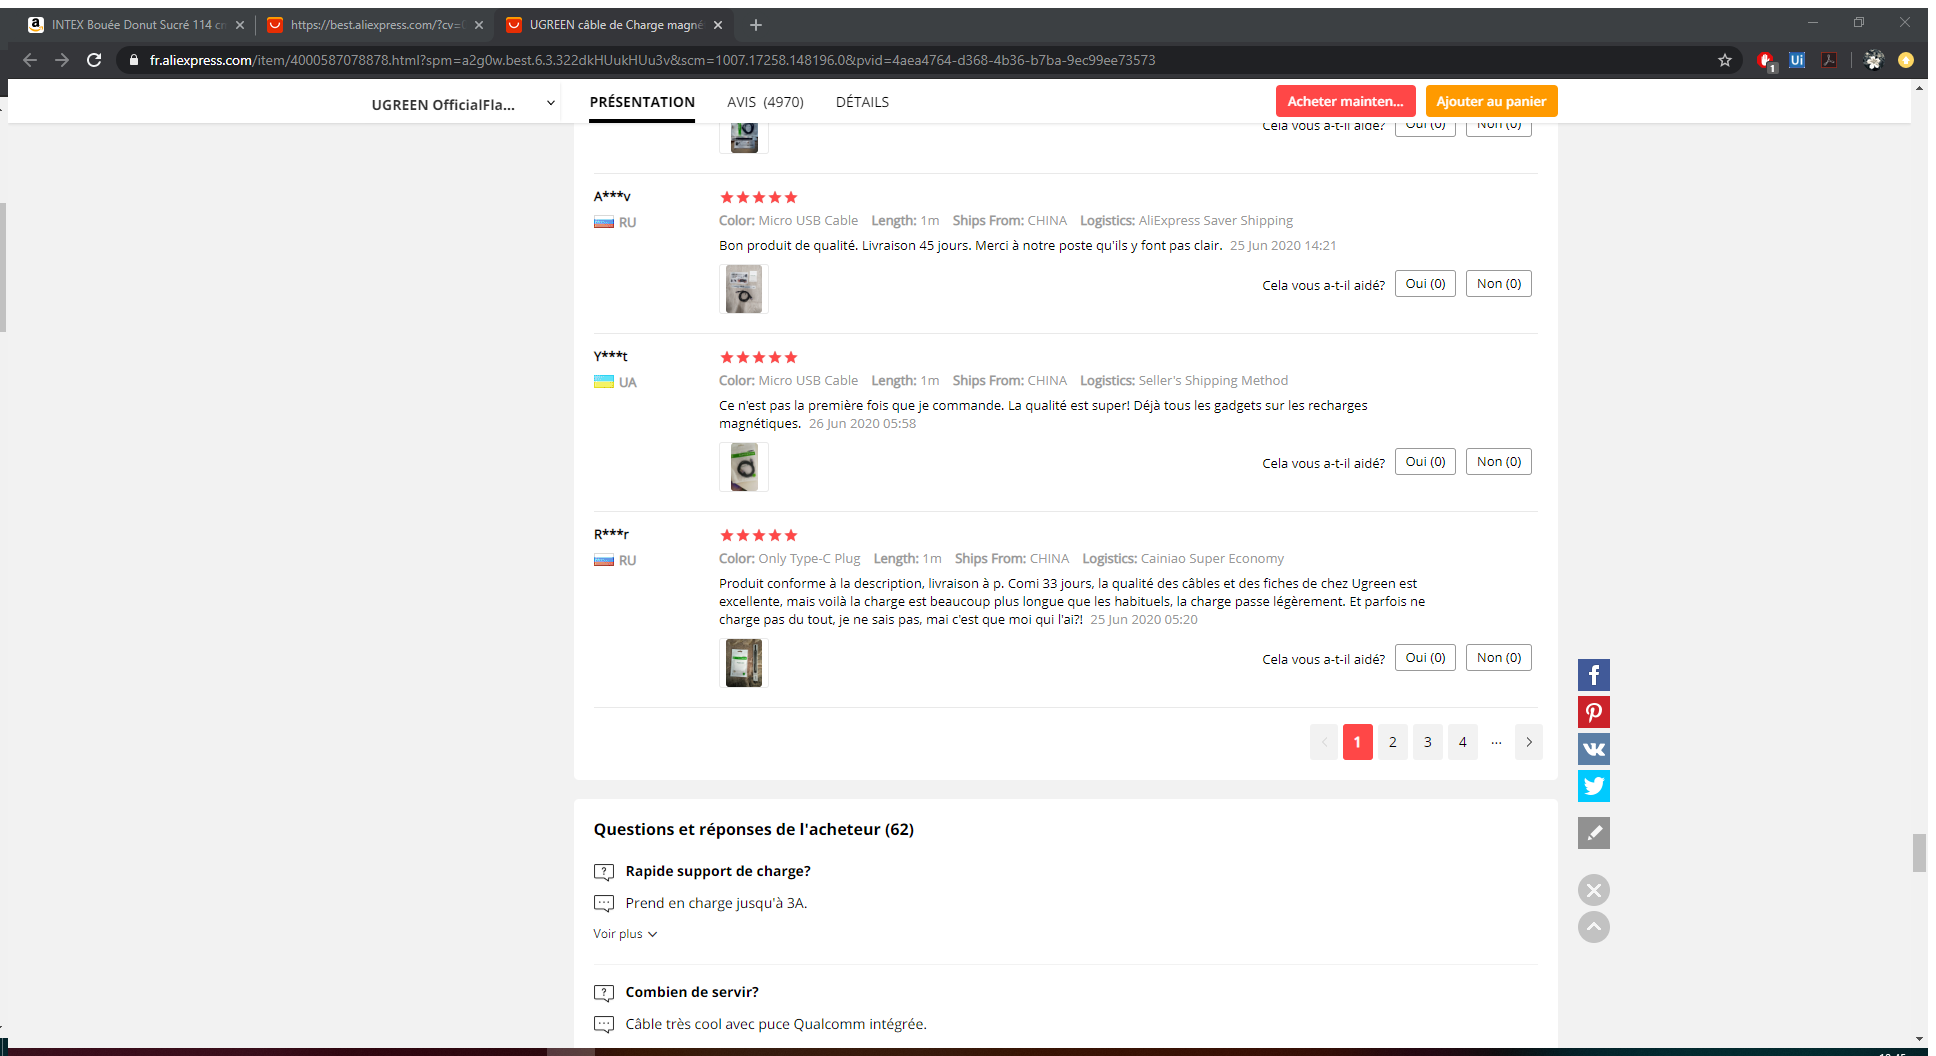 INTEX Bouée Donut Sucré 114 cm
https://best.aliexpress.com/?cv=
UGREEN câble de Charge magné
fr.aliexpress.com/item/4000587078878.html?spm=a2g0w.best.6.3.322dkHUukHUu3v&scm=1007.17258.148196.0&pvid=4aea4764-d368-4b36-b7ba-9ec99ee73573
UGREEN OfficialFla...
PRÉSENTATION
AVIS (4970)
DÉTAILS
Acheter mainten...
Ajouter au panier
Cela vous a-t-il aidé? Oui (0) Non (0)
A***v
RU
Color: Micro USB Cable Length: 1m Ships From: CHINA Logistics: AliExpress Saver Shipping
Bon produit de qualité. Livraison 45 jours. Merci à notre poste qu'ils y font pas clair. 25 Jun 2020 14:21
Cela vous a-t-il aidé? Oui (0) Non (0)
Y***t
UA
Color: Micro USB Cable Length: 1m Ships From: CHINA Logistics: Seller's Shipping Method
Ce n'est pas la première fois que je commande. La qualité est super! Déjà tous les gadgets sur les recharges
magnétiques. 26 Jun 2020 05:58
Cela vous a-t-il aidé? Oui (0) Non (0)
R***r
RU
Color: Only Type-C Plug Length: 1m Ships From: CHINA Logistics: Cainiao Super Economy
Produit conforme à la description, livraison à p. Comi 33 jours, la qualité des câbles et des fiches de chez Ugreen est
excellente, mais voilà la charge est beaucoup plus longue que les habituels, la charge passe légèrement. Et parfois ne
charge pas du tout, je ne sais pas, mai c'est que moi qui l'ai?! 25 Jun 2020 05:20
Cela vous a-t-il aidé? Oui (0) Non (0)
1 2 3 4 ...
Questions et réponses de l'acheteur (62)
Rapide support de charge?
Prend en charge jusqu'à 3A.
Voir plus
Combien de servir?
Câble très cool avec puce Qualcomm intégrée.